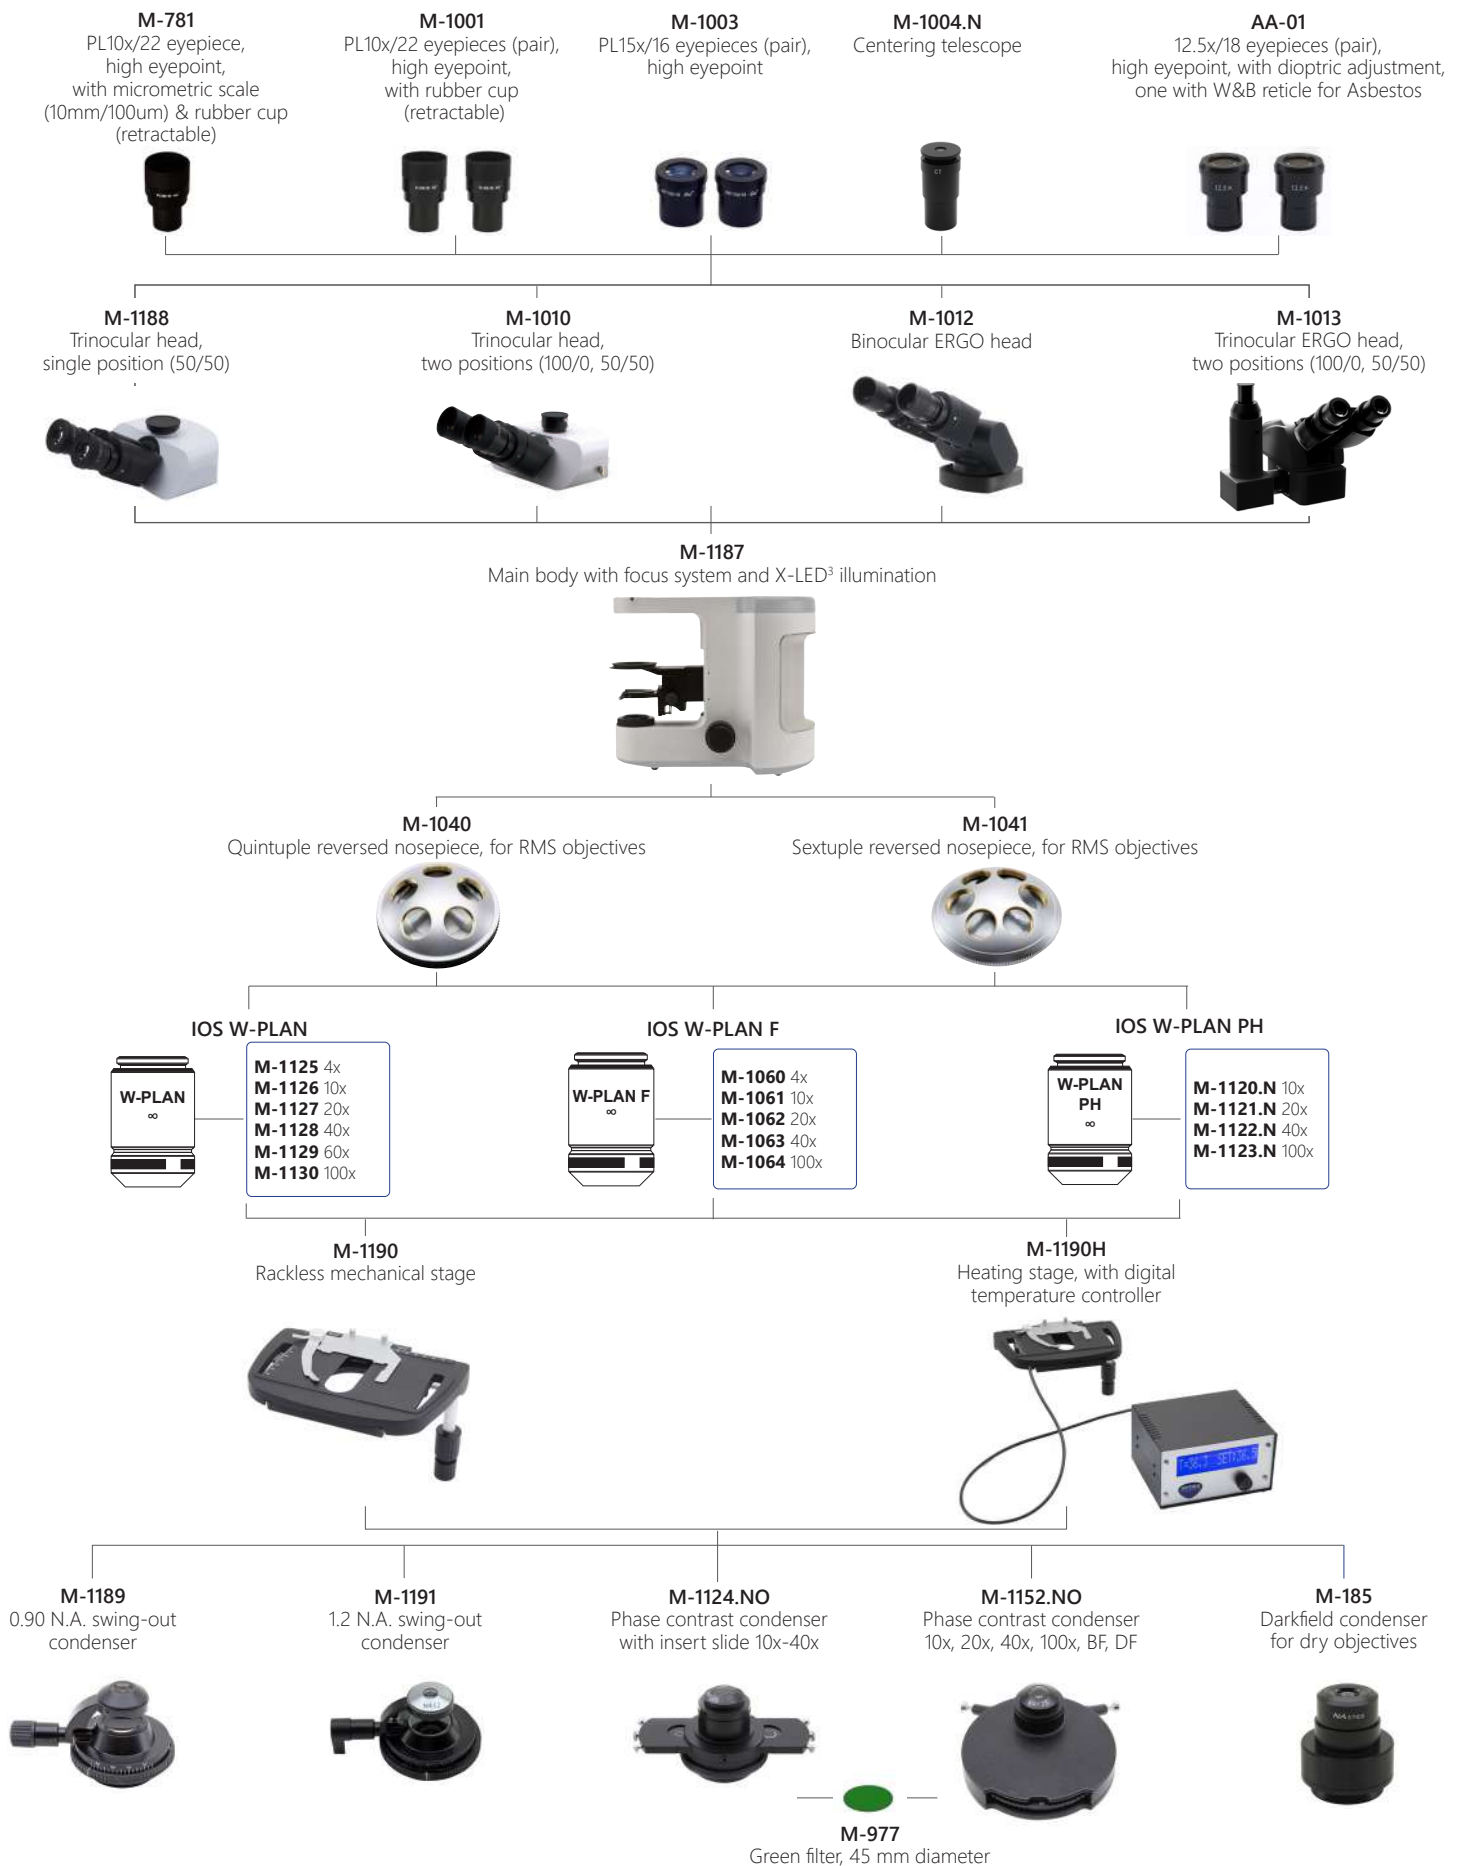 M-781
PL10x/22 eyepiece,
high eyepoint,
with micrometric scale
(10mm/100um) & rubber cup
(retractable)
M-1001
PL10x/22 eyepieces (pair),
high eyepoint,
with rubber cup
(retractable)
M-1003
PL15x/16 eyepieces (pair),
high eyepoint
M-1004.N
Centering telescope
AA-01
12.5x/18 eyepieces (pair),
high eyepoint, with dioptric adjustment,
one with W&B reticle for Asbestos
CT
12.5x
12.5x
M-1188
Trinocular head,
single position (50/50)
M-1010
Trinocular head,
two positions (100/0, 50/50)
M-1012
Binocular ERGO head
M-1013
Trinocular ERGO head,
two positions (100/0, 50/50)
M-1187
Main body with focus system and X-LED³ illumination
M-1040
Quintuple reversed nosepiece, for RMS objectives
M-1041
Sextuple reversed nosepiece, for RMS objectives
IOS W-PLAN
W-PLAN
∞
M-1125 4x
M-1126 10x
M-1127 20x
M-1128 40x
M-1129 60x
M-1130 100x
IOS W-PLAN F
W-PLAN F
∞
M-1060 4x
M-1061 10x
M-1062 20x
M-1063 40x
M-1064 100x
IOS W-PLAN PH
W-PLAN
PH
∞
M-1120.N 10x
M-1121.N 20x
M-1122.N 40x
M-1123.N 100x
M-1190
Rackless mechanical stage
M-1190H
Heating stage, with digital
temperature controller
M-1189
0.90 N.A. swing-out
condenser
M-1191
1.2 N.A. swing-out
condenser
M-1124.NO
Phase contrast condenser
with insert slide 10x-40x
M-1152.NO
Phase contrast condenser
10x, 20x, 40x, 100x, BF, DF
M-185
Darkfield condenser
for dry objectives
M-977
Green filter, 45 mm diameter